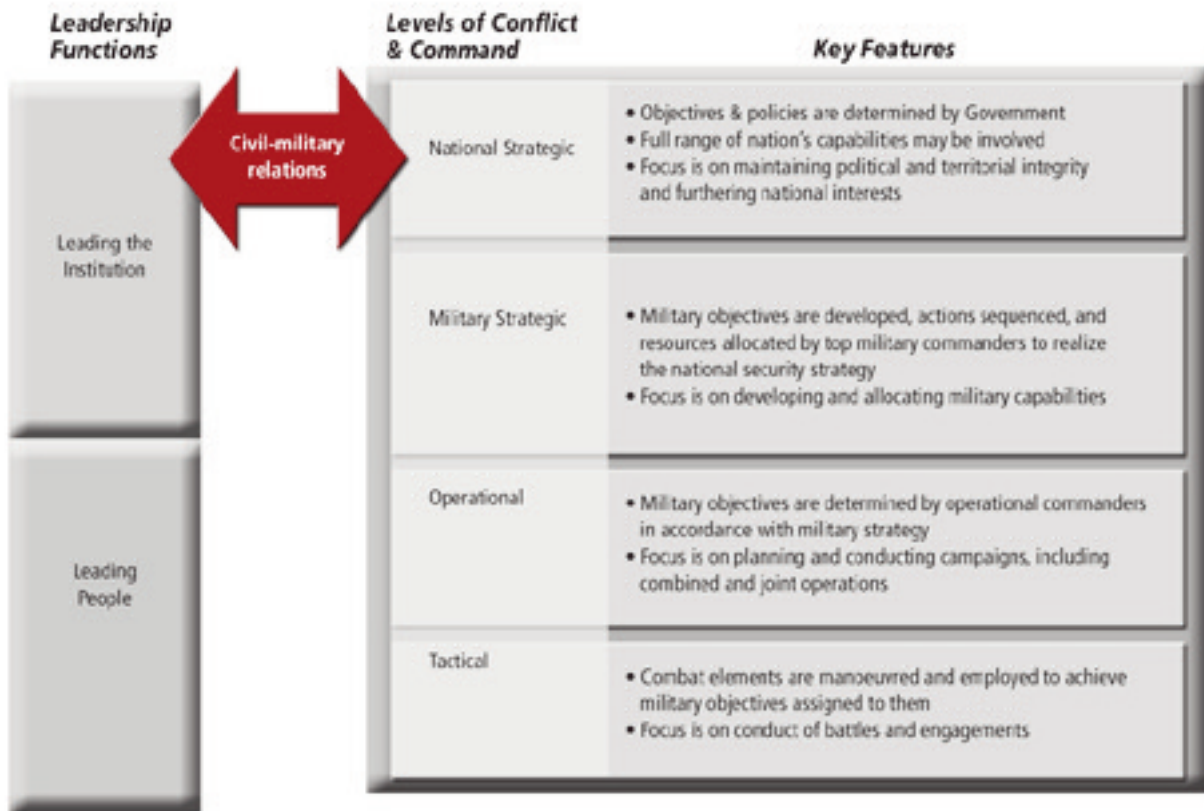 Leadership
Functions
Levels of Conflict
& Command
Key Features
Civil-military
relations
Leading the
Institution
Leading
People
National Strategic
• Objectives & policies are determined by Government
• Full range of nation's capabilities may be involved
• Focus is on maintaining political and territorial integrity
and furthering national interests
Military Strategic
• Military objectives are developed, actions sequenced, and
resources allocated by top military commanders to realize
the national security strategy
• Focus is on developing and allocating military capabilities
Operational
• Military objectives are determined by operational commanders
in accordance with military strategy
• Focus is on planning and conducting campaigns, including
combined and joint operations
Tactical
• Combat elements are manoeuvred and employed to achieve
military objectives assigned to them
• Focus is on conduct of battles and engagements